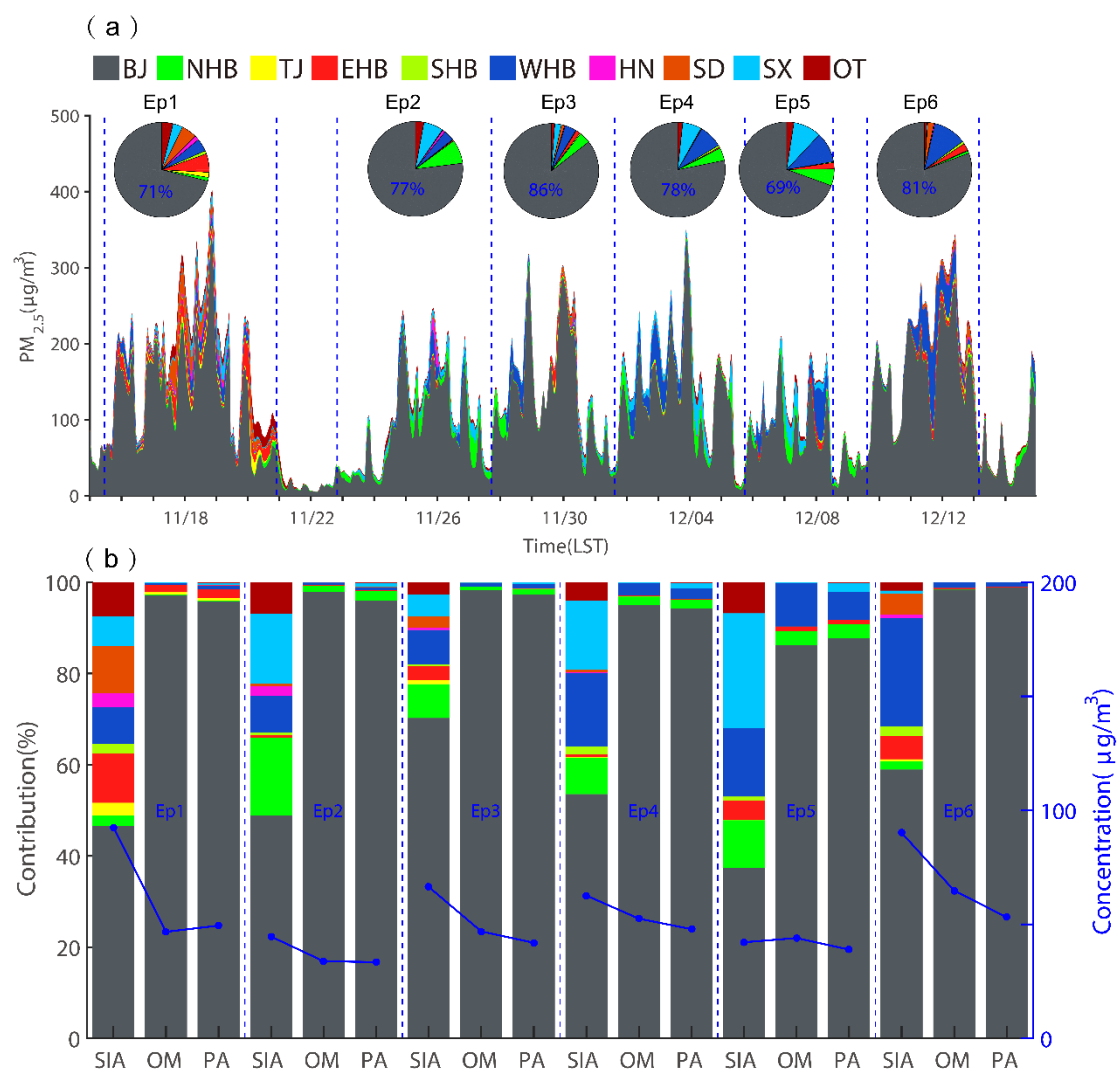 ( a )
BJ NHB TJ EHB SHB WHB HN SD SX OT
Ep1 Ep2 Ep3 Ep4 Ep5 Ep6
71% 77% 86% 78% 69% 81%
500
400
300
200
100
0
PM2.5(μg/m3)
11/18 11/22 11/26 11/30 12/04 12/08 12/12
Time(LST)
( b )
100
80
60
40
20
0
Contribution(%)
Ep1 Ep2 Ep3 Ep4 Ep5 Ep6
200
100
0
Concentration( μg/m3)
SIA OM PA SIA OM PA SIA OM PA SIA OM PA SIA OM PA SIA OM PA